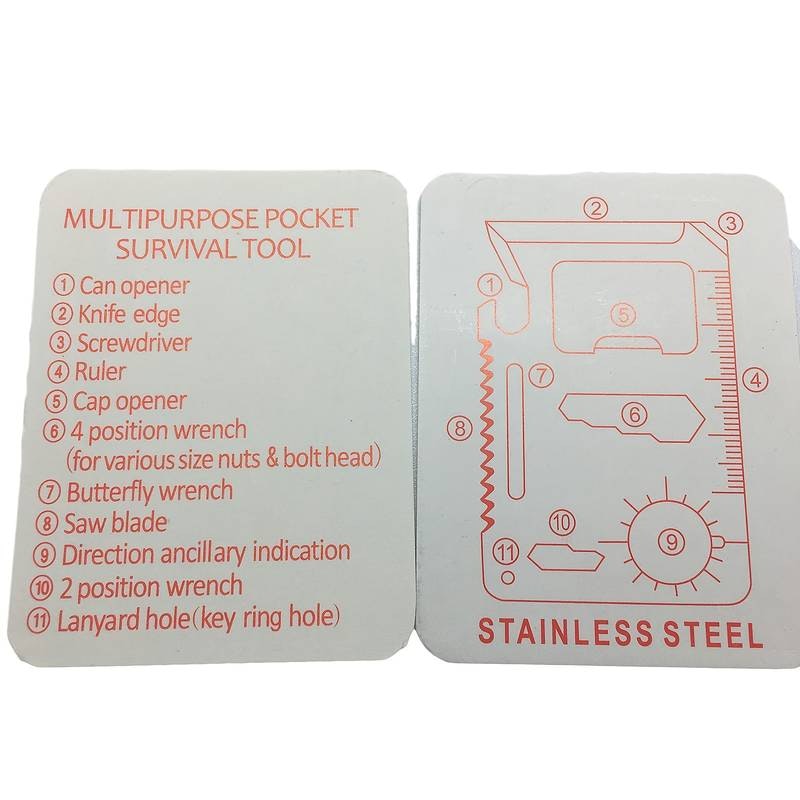 MULTIPURPOSE POCKET
SURVIVAL TOOL
① Can opener
② Knife edge
③ Screwdriver
④ Ruler
⑤ Cap opener
⑥ 4 position wrench
(for various size nuts & bolt head)
⑦ Butterfly wrench
⑧ Saw blade
⑨ Direction ancillary indication
⑩ 2 position wrench
⑪ Lanyard hole(key ring hole)
②
③
①
⑤
⑦
④
⑥
⑧
⑩
⑨
⑪
STAINLESS STEEL